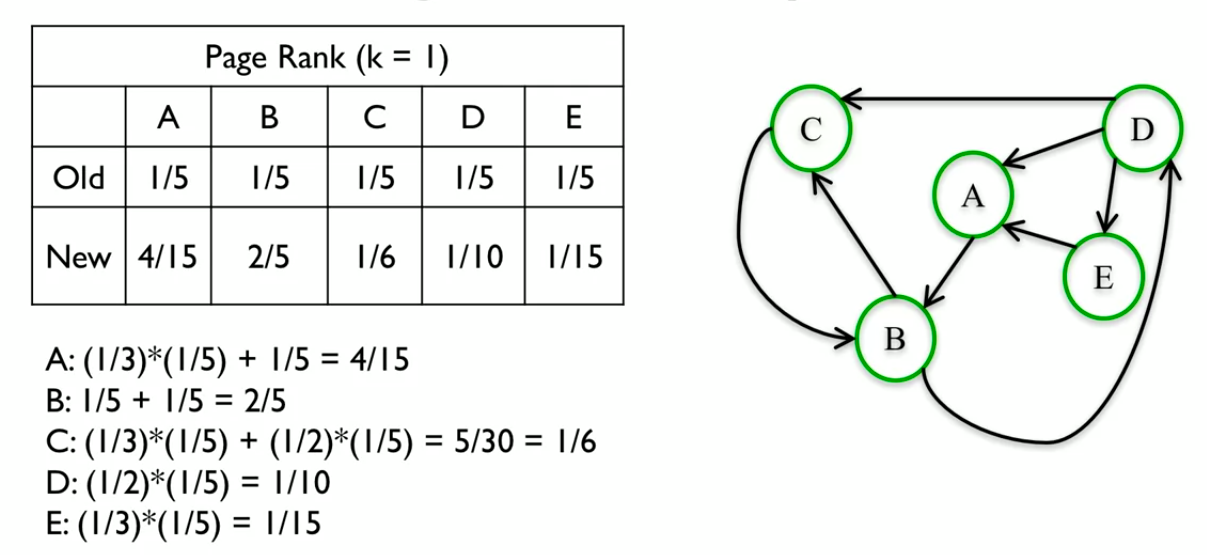 Page Rank (k = 1)
A B C D E
Old 1/5 1/5 1/5 1/5 1/5
New 4/15 2/5 1/6 1/10 1/15
A: (1/3)*(1/5) + 1/5 = 4/15
B: 1/5 + 1/5 = 2/5
C: (1/3)*(1/5) + (1/2)*(1/5) = 5/30 = 1/6
D: (1/2)*(1/5) = 1/10
E: (1/3)*(1/5) = 1/15
C
D
A
E
B